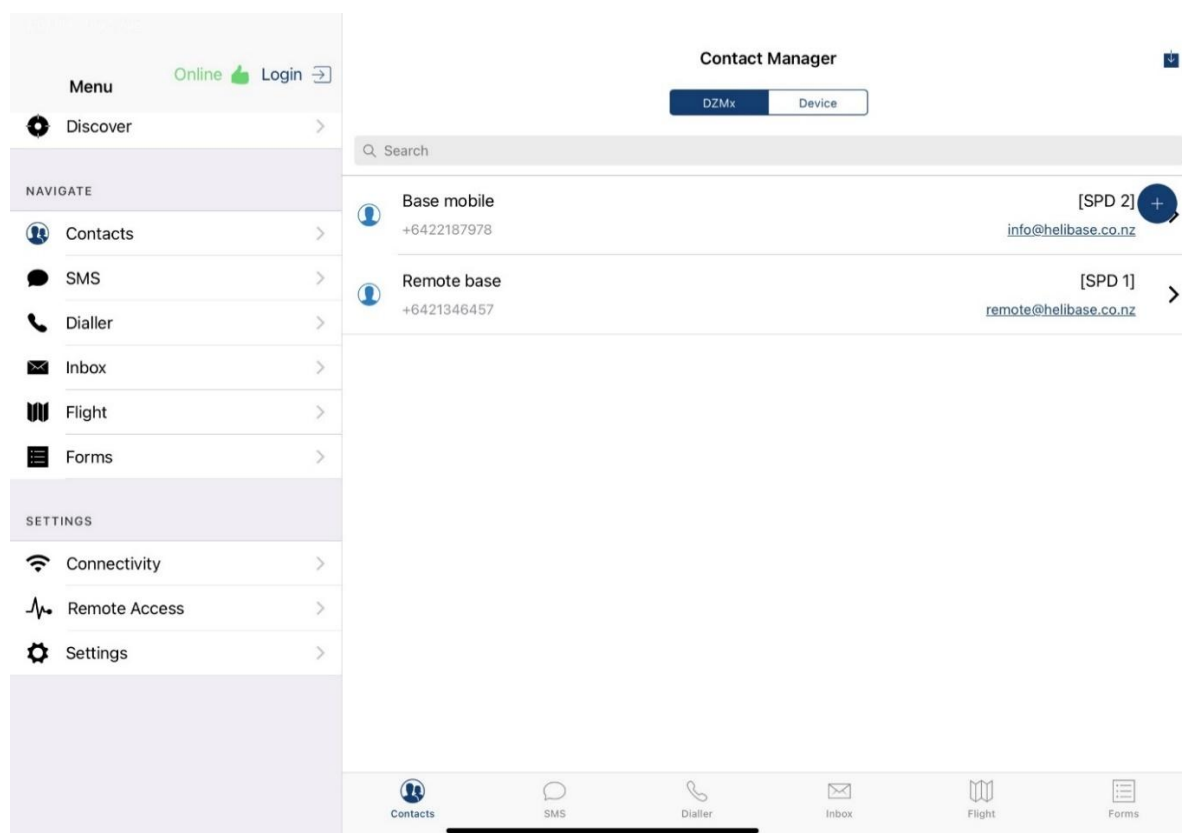 Online Login
Menu
Discover
NAVIGATE
Contacts
SMS
Dialler
Inbox
Flight
Forms
SETTINGS
Connectivity
Remote Access
Settings
Contact Manager
DZMx Device
Search
Base mobile [SPD 2]
+6422187978 info@helibase.co.nz
Remote base [SPD 1]
+6421346457 remote@helibase.co.nz
Contacts SMS Dialler Inbox Flight Forms